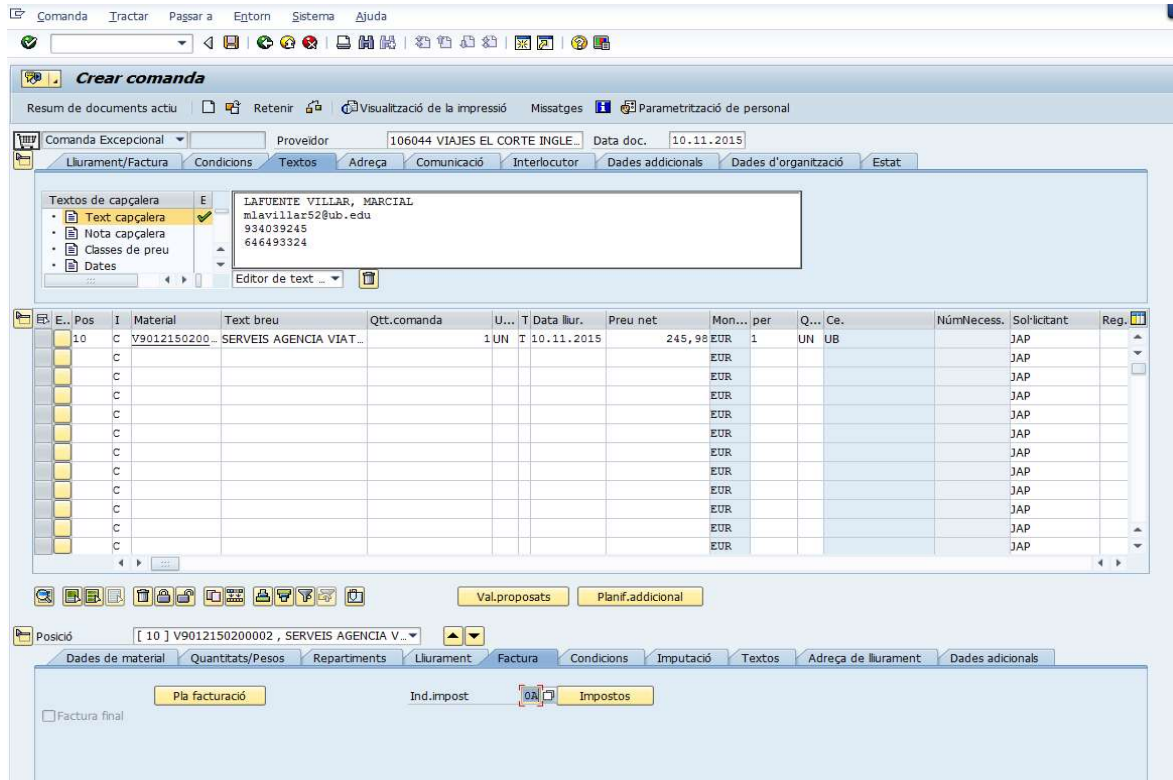 Comanda Tractar Passar a Entorn Sistema Ajuda
Crear comanda
Resum de documents actiu Retenir Visualització de la impressió Missatges Parametrització de personal
Comanda Excepcional Proveïdor 106044 VIAJES EL CORTE INGLE... Data doc. 10.11.2015
Lliurament/Factura Condicions Textos Adreça Comunicació Interlocutor Dades addicionals Dades d'organització Estat
Textos de capçalera E
Text capçalera
Nota capçalera
Classes de preu
Dates
LAFUENTE VILLAR, MARCIAL
mlavillar52@ub.edu
934039245
646493324
Editor de text ...
E.. Pos I Material Text breu Qtt.comanda U... T Data lliur. Preu net Mon... per Q... Ce. NúmNecess. Sol·licitant Reg.
10 C V9012150200... SERVEIS AGENCIA VIAT... 1 UN T 10.11.2015 245,98 EUR 1 UN UB JAP
C EUR JAP
C EUR JAP
C EUR JAP
C EUR JAP
C EUR JAP
C EUR JAP
C EUR JAP
C EUR JAP
C EUR JAP
C EUR JAP
C EUR JAP
Val.proposats Planif.addicional
Posició [ 10 ] V9012150200002 , SERVEIS AGENCIA V...
Dades de material Quantitats/Pesos Repartiments Lliurament Factura Condicions Imputació Textos Adreça de lliurament Dades adicionals
Pla facturació Ind.impost 0A Impostos
Factura final